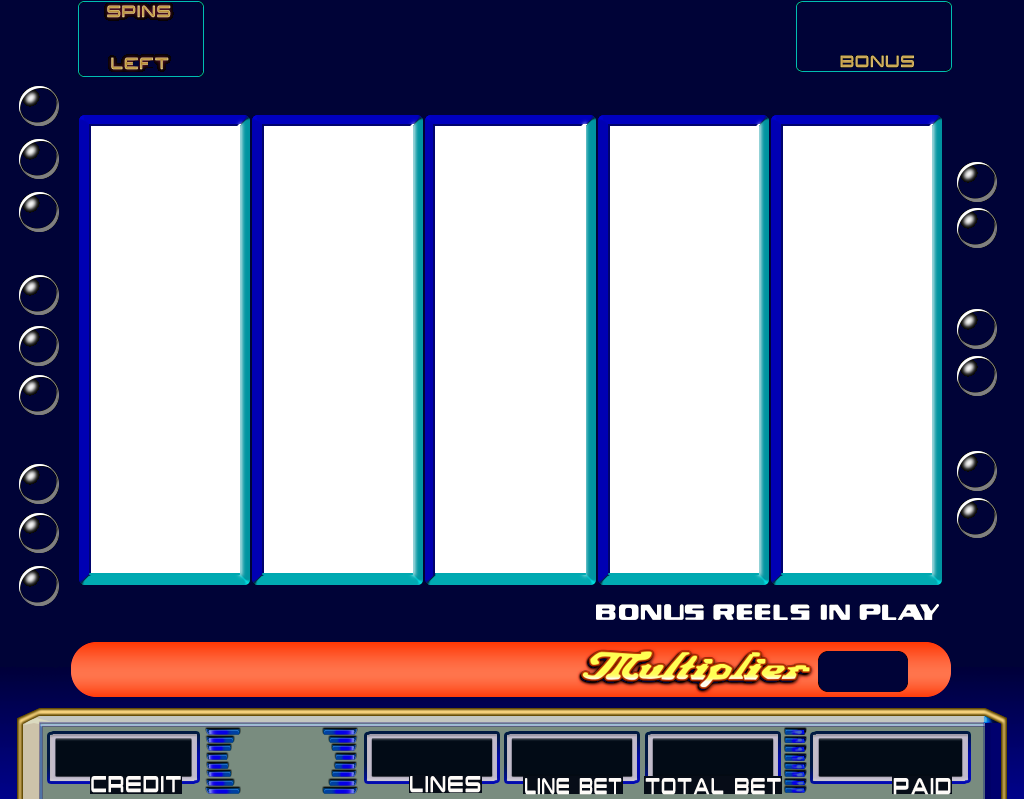 SPINS
LEFT
BONUS
BONUS REELS IN PLAY
Multiplier
CREDIT
LINES
LINE BET
TOTAL BET
PAID